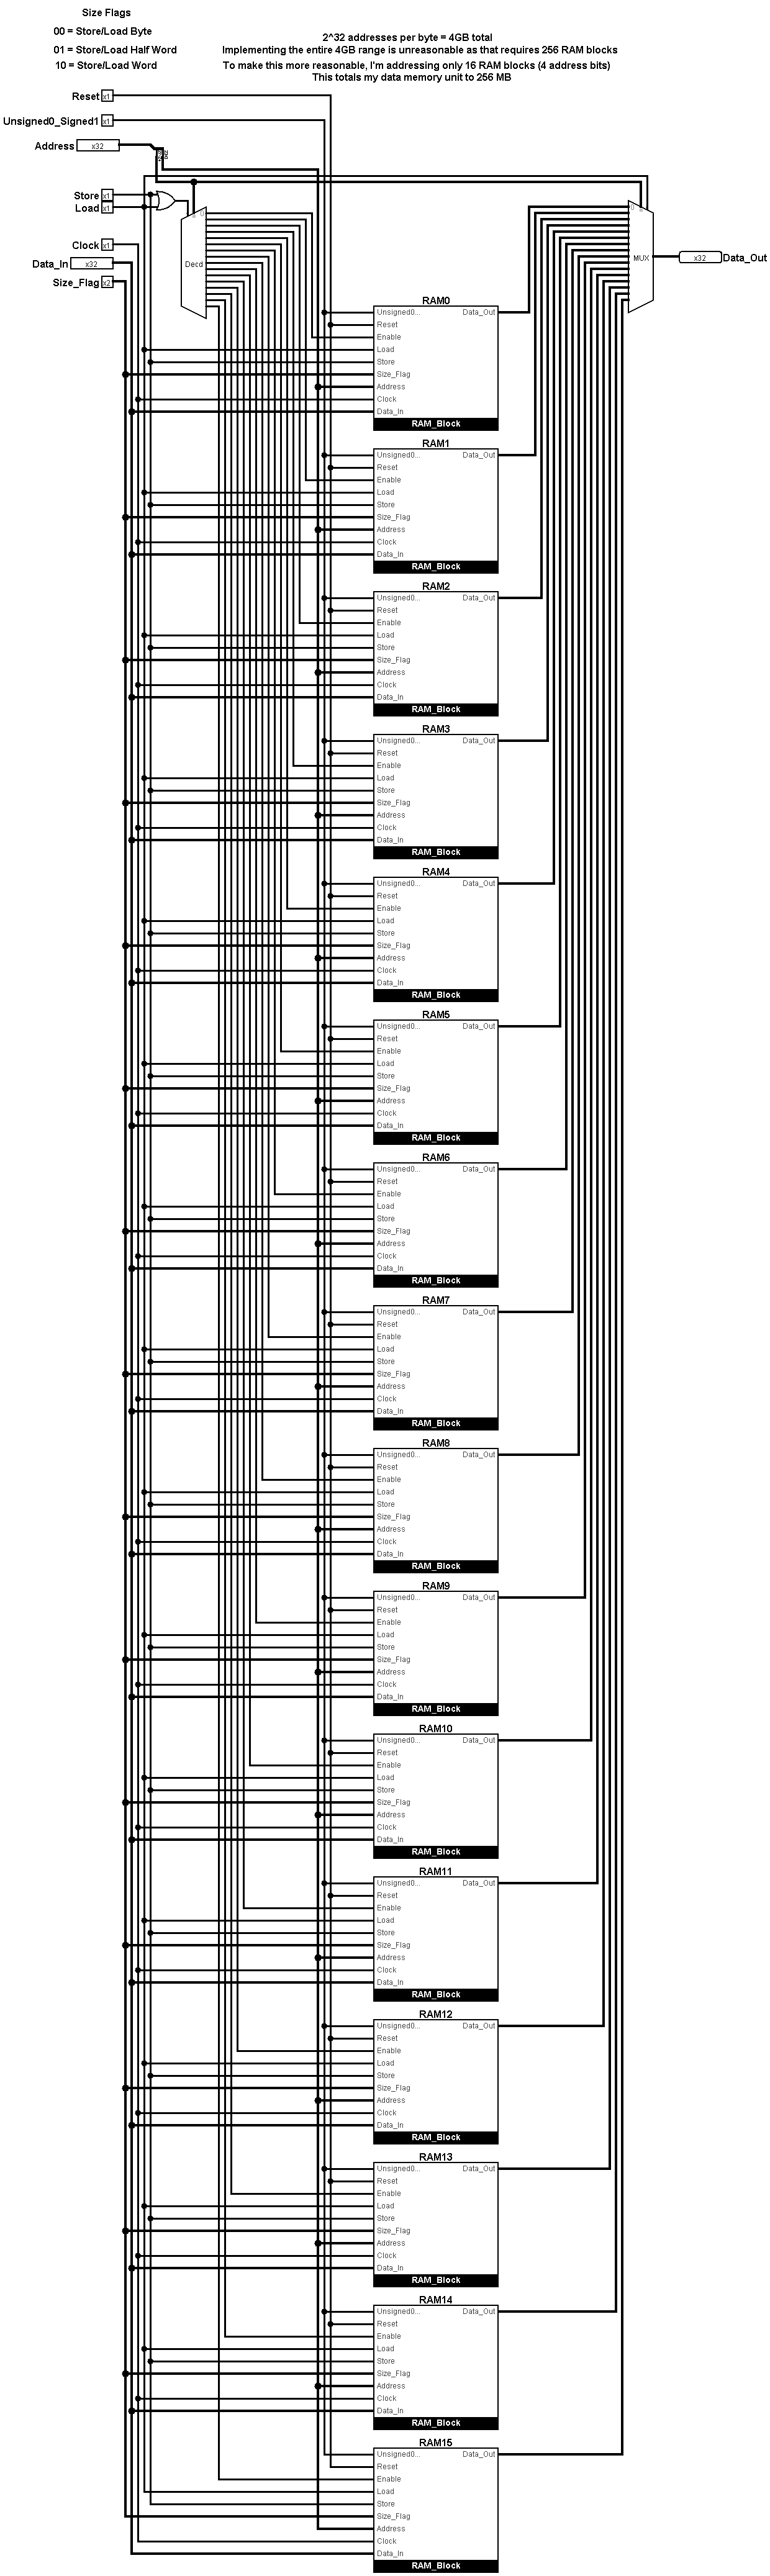 Size Flags
00 = Store/Load Byte
01 = Store/Load Half Word
10 = Store/Load Word
2^32 addresses per byte = 4GB total
Implementing the entire 4GB range is unreasonable as that requires 256 RAM blocks
To make this more reasonable, I'm addressing only 16 RAM blocks (4 address bits)
This totals my data memory unit to 256 MB
Reset x1
Unsigned0_Signed1 x1
Address x32
Store x1
Load x1
Clock x1
Data_In x32
Size_Flag x2
0
Decd
0
MUX
x32 Data_Out
RAM0
Unsigned0... Data_Out
Reset
Enable
Load
Store
Size_Flag
Address
Clock
Data_In
RAM_Block
RAM1
Unsigned0... Data_Out
Reset
Enable
Load
Store
Size_Flag
Address
Clock
Data_In
RAM_Block
RAM2
Unsigned0... Data_Out
Reset
Enable
Load
Store
Size_Flag
Address
Clock
Data_In
RAM_Block
RAM3
Unsigned0... Data_Out
Reset
Enable
Load
Store
Size_Flag
Address
Clock
Data_In
RAM_Block
RAM4
Unsigned0... Data_Out
Reset
Enable
Load
Store
Size_Flag
Address
Clock
Data_In
RAM_Block
RAM5
Unsigned0... Data_Out
Reset
Enable
Load
Store
Size_Flag
Address
Clock
Data_In
RAM_Block
RAM6
Unsigned0... Data_Out
Reset
Enable
Load
Store
Size_Flag
Address
Clock
Data_In
RAM_Block
RAM7
Unsigned0... Data_Out
Reset
Enable
Load
Store
Size_Flag
Address
Clock
Data_In
RAM_Block
RAM8
Unsigned0... Data_Out
Reset
Enable
Load
Store
Size_Flag
Address
Clock
Data_In
RAM_Block
RAM9
Unsigned0... Data_Out
Reset
Enable
Load
Store
Size_Flag
Address
Clock
Data_In
RAM_Block
RAM10
Unsigned0... Data_Out
Reset
Enable
Load
Store
Size_Flag
Address
Clock
Data_In
RAM_Block
RAM11
Unsigned0... Data_Out
Reset
Enable
Load
Store
Size_Flag
Address
Clock
Data_In
RAM_Block
RAM12
Unsigned0... Data_Out
Reset
Enable
Load
Store
Size_Flag
Address
Clock
Data_In
RAM_Block
RAM13
Unsigned0... Data_Out
Reset
Enable
Load
Store
Size_Flag
Address
Clock
Data_In
RAM_Block
RAM14
Unsigned0... Data_Out
Reset
Enable
Load
Store
Size_Flag
Address
Clock
Data_In
RAM_Block
RAM15
Unsigned0... Data_Out
Reset
Enable
Load
Store
Size_Flag
Address
Clock
Data_In
RAM_Block